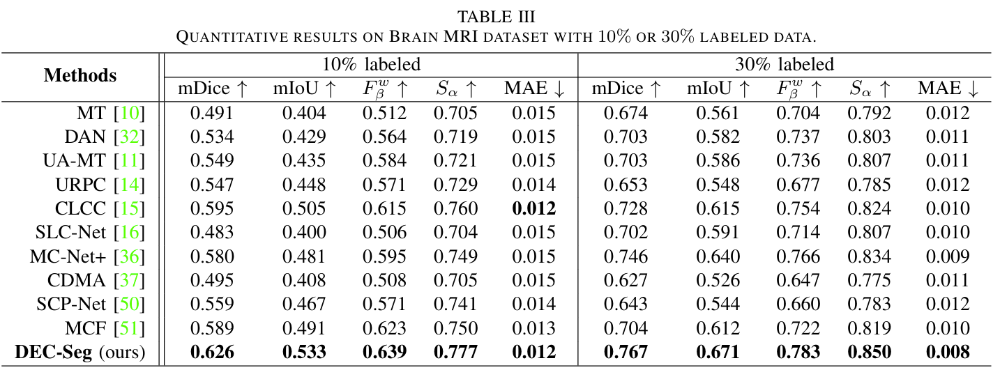 TABLE III
QUANTITATIVE RESULTS ON BRAIN MRI DATASET WITH 10% OR 30% LABELED DATA.
Methods 10% labeled 30% labeled
mDice ↑ mIoU ↑ F_β^w ↑ S_α ↑ MAE ↓ mDice ↑ mIoU ↑ F_β^w ↑ S_α ↑ MAE ↓
MT [10] 0.491 0.404 0.512 0.705 0.015 0.674 0.561 0.704 0.792 0.012
DAN [32] 0.534 0.429 0.564 0.719 0.015 0.703 0.582 0.737 0.803 0.011
UA-MT [11] 0.549 0.435 0.584 0.721 0.015 0.703 0.586 0.736 0.807 0.011
URPC [14] 0.547 0.448 0.571 0.729 0.014 0.653 0.548 0.677 0.785 0.012
CLCC [15] 0.595 0.505 0.615 0.760 0.012 0.728 0.615 0.754 0.824 0.010
SLC-Net [16] 0.483 0.400 0.506 0.704 0.015 0.702 0.591 0.714 0.807 0.010
MC-Net+ [36] 0.580 0.481 0.595 0.749 0.015 0.746 0.640 0.766 0.834 0.009
CDMA [37] 0.495 0.408 0.508 0.705 0.015 0.627 0.526 0.647 0.775 0.011
SCP-Net [50] 0.559 0.467 0.571 0.741 0.014 0.643 0.544 0.660 0.783 0.012
MCF [51] 0.589 0.491 0.623 0.750 0.013 0.704 0.612 0.722 0.819 0.010
DEC-Seg (ours) 0.626 0.533 0.639 0.777 0.012 0.767 0.671 0.783 0.850 0.008